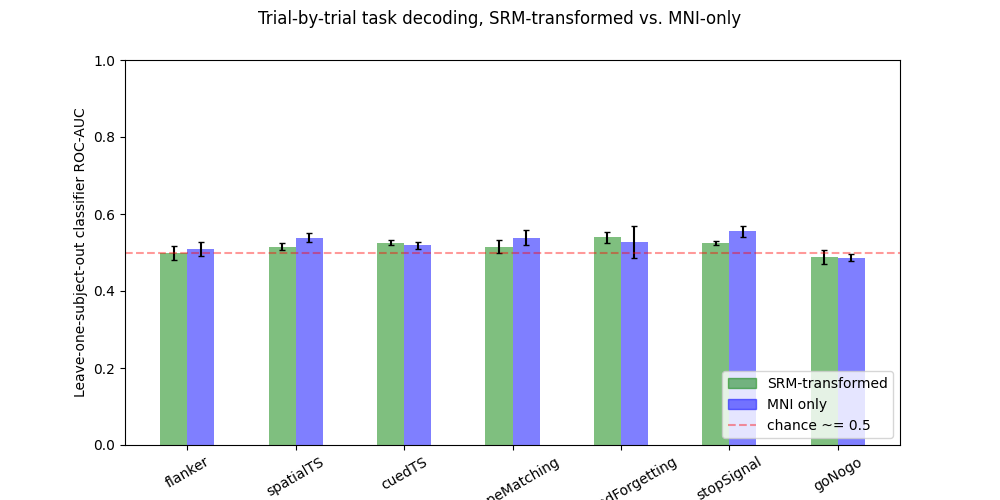 Trial-by-trial task decoding, SRM-transformed vs. MNI-only
Leave-one-subject-out classifier ROC-AUC
1.0
0.8
0.6
0.4
0.2
0.0
SRM-transformed
MNI only
chance ~= 0.5
flanker
spatialTS
cuedTS
peMatching
dForgetting
stopSignal
goNogo